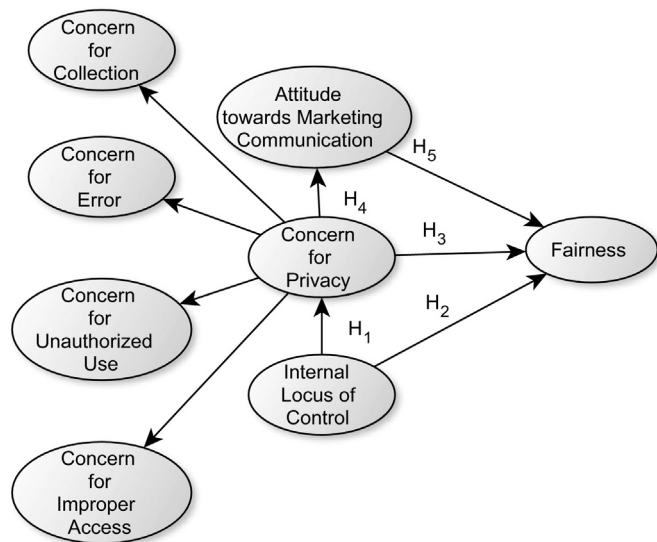 Concern
for
Collection
Attitude
towards Marketing
Communication
H5
Concern
for
Error
H4
Concern
for
Privacy
H3
Fairness
Concern
for
Unauthorized
Use
H1
H2
Internal
Locus of
Control
Concern
for
Improper
Access